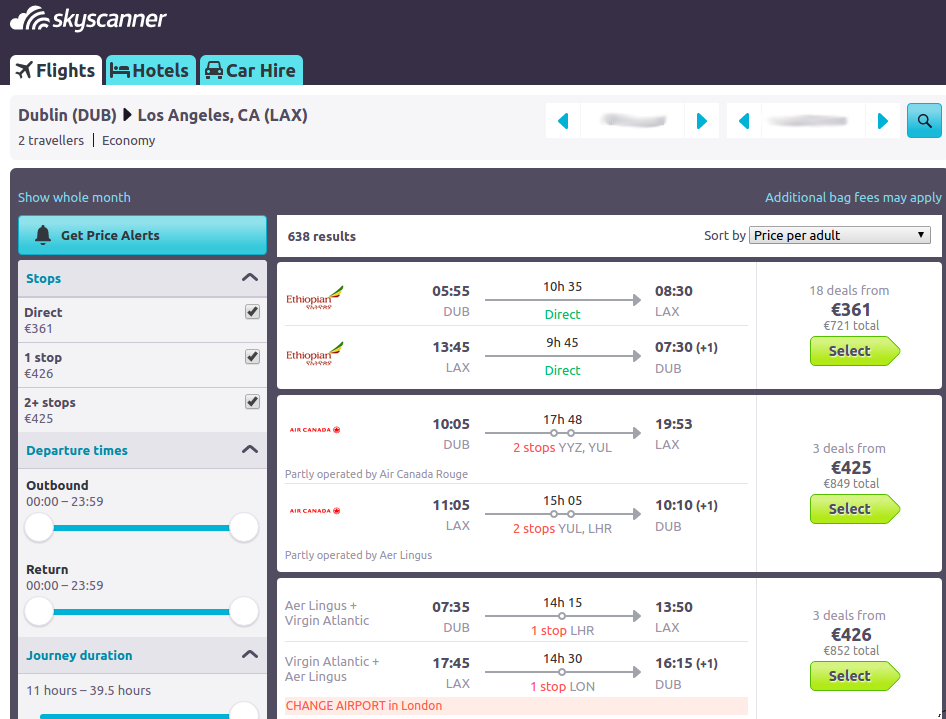 skyscanner
Flights Hotels Car Hire
Dublin (DUB) Los Angeles, CA (LAX)
2 travellers | Economy
Show whole month
Additional bag fees may apply
Get Price Alerts
638 results
Sort by Price per adult
Stops
Direct
€361
1 stop
€426
2+ stops
€425
Departure times
Outbound
00:00 – 23:59
Return
00:00 – 23:59
Journey duration
11 hours – 39.5 hours
Ethiopian
05:55 10h 35 08:30
DUB Direct LAX
Ethiopian
13:45 9h 45 07:30 (+1)
LAX Direct DUB
18 deals from
€361
€721 total
Select
AIR CANADA
10:05 17h 48 19:53
DUB 2 stops YYZ, YUL LAX
Partly operated by Air Canada Rouge
AIR CANADA
11:05 15h 05 10:10 (+1)
LAX 2 stops YUL, LHR DUB
Partly operated by Aer Lingus
3 deals from
€425
€849 total
Select
Aer Lingus +
Virgin Atlantic
07:35 14h 15 13:50
DUB 1 stop LHR LAX
Virgin Atlantic +
Aer Lingus
17:45 14h 30 16:15 (+1)
LAX 1 stop LON DUB
CHANGE AIRPORT in London
3 deals from
€426
€852 total
Select